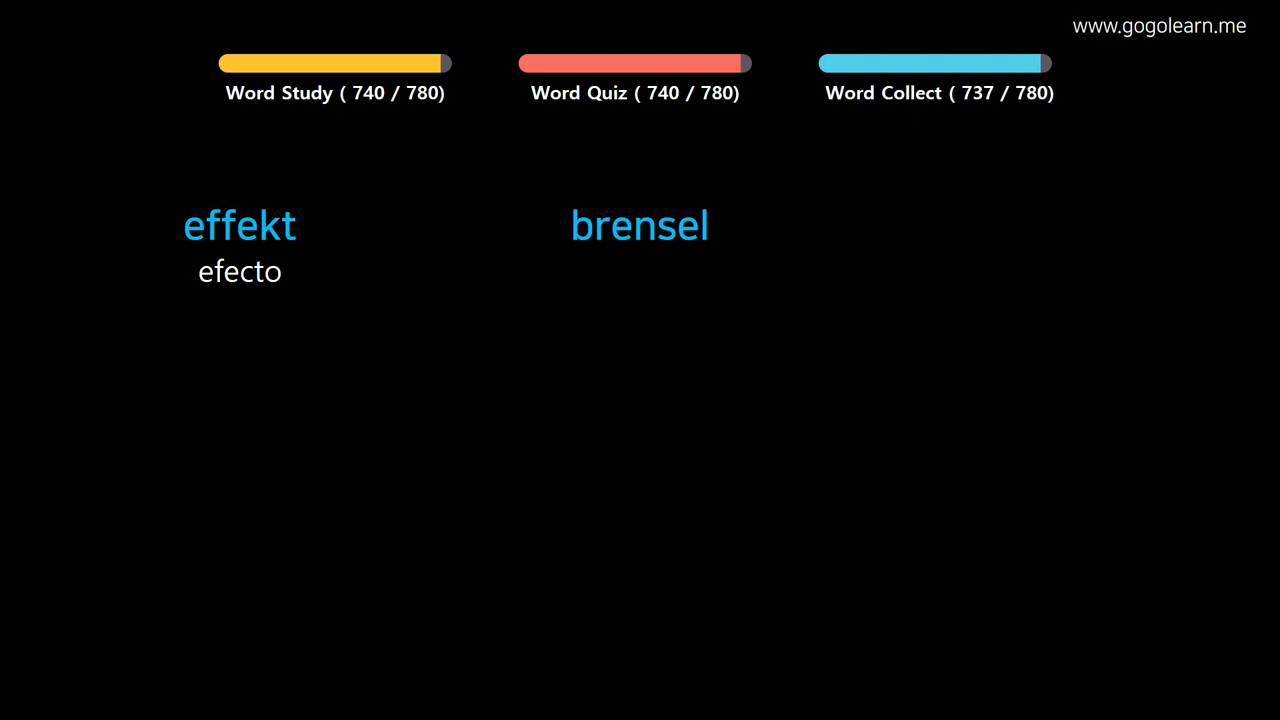 www.gogolearn.me
Word Study ( 740 / 780)
Word Quiz ( 740 / 780)
Word Collect ( 737 / 780)
effekt
efecto
brensel